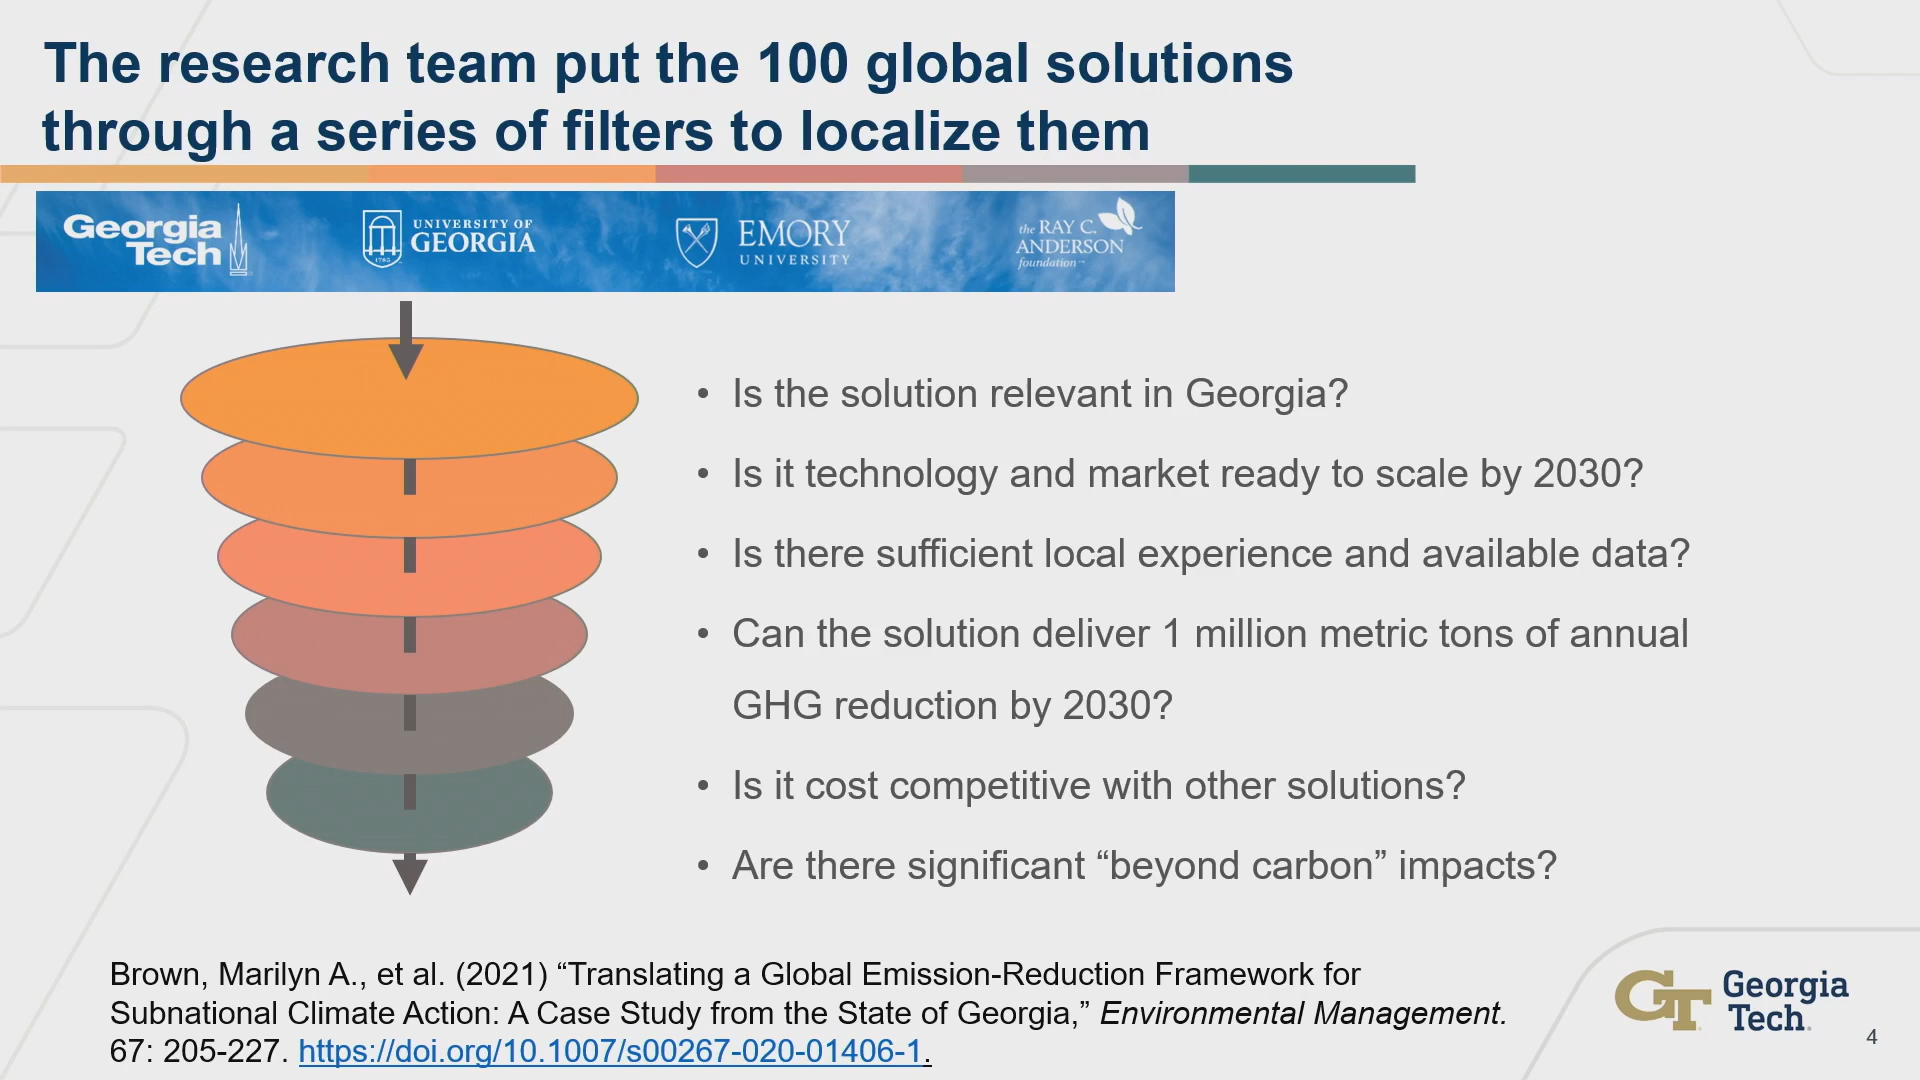 The research team put the 100 global solutions
through a series of filters to localize them
Georgia
Tech
UNIVERSITY OF
GEORGIA
1785
EMORY
UNIVERSITY
the RAY C.
ANDERSON
foundation™
• Is the solution relevant in Georgia?
• Is it technology and market ready to scale by 2030?
• Is there sufficient local experience and available data?
• Can the solution deliver 1 million metric tons of annual
GHG reduction by 2030?
• Is it cost competitive with other solutions?
• Are there significant “beyond carbon” impacts?
Brown, Marilyn A., et al. (2021) “Translating a Global Emission-Reduction Framework for
Subnational Climate Action: A Case Study from the State of Georgia,” Environmental Management.
67: 205-227. https://doi.org/10.1007/s00267-020-01406-1.
GT Georgia
Tech
4